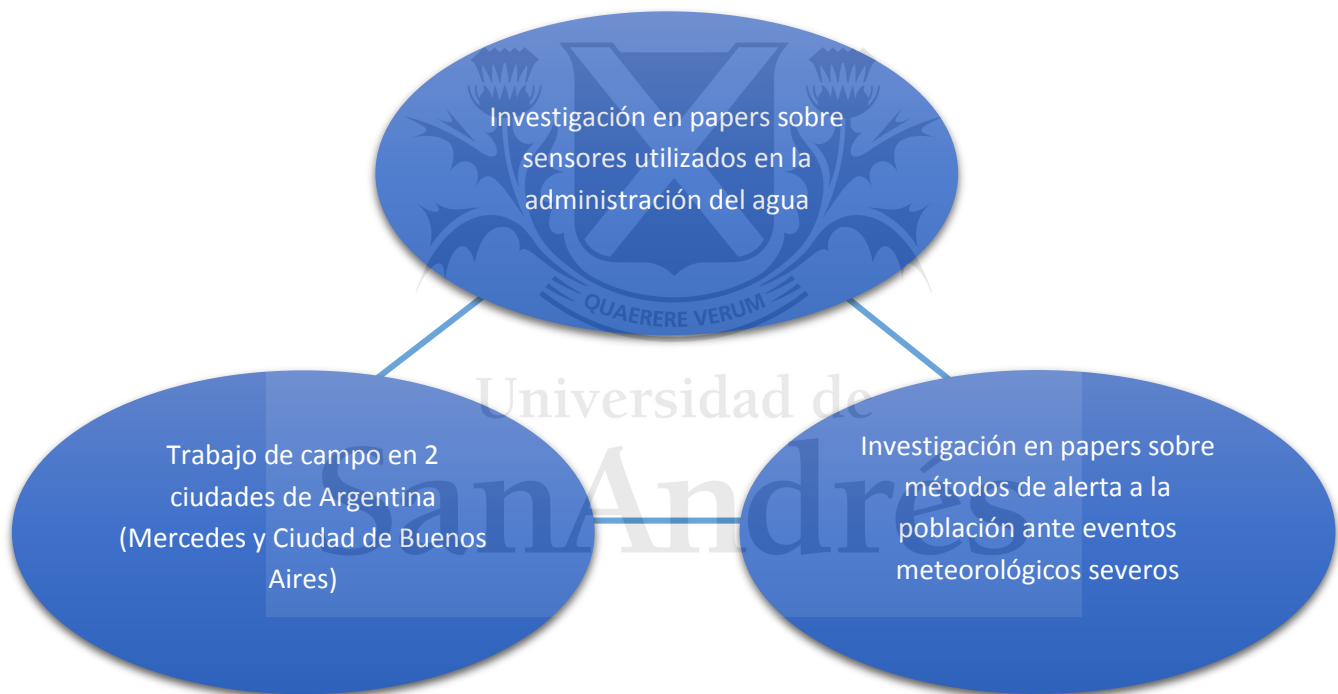 Investigación en papers sobre
sensores utilizados en la
administración del agua
QUAERERE VERUM
Universidad de
SanAndrés
Trabajo de campo en 2
ciudades de Argentina
(Mercedes y Ciudad de Buenos
Aires)
Investigación en papers sobre
métodos de alerta a la
población ante eventos
meteorológicos severos